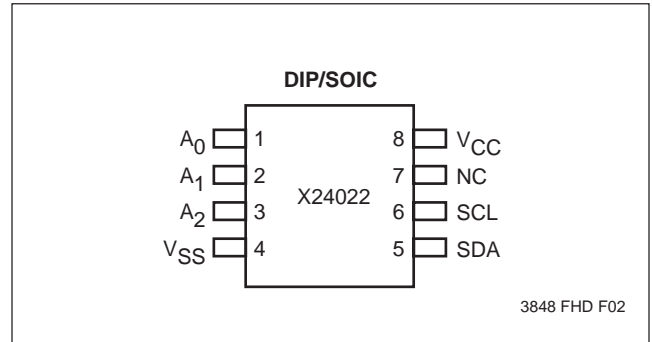 DIP/SOIC
A0 1 8 VCC
A1 2 7 NC
X24022
A2 3 6 SCL
VSS 4 5 SDA
3848 FHD F02